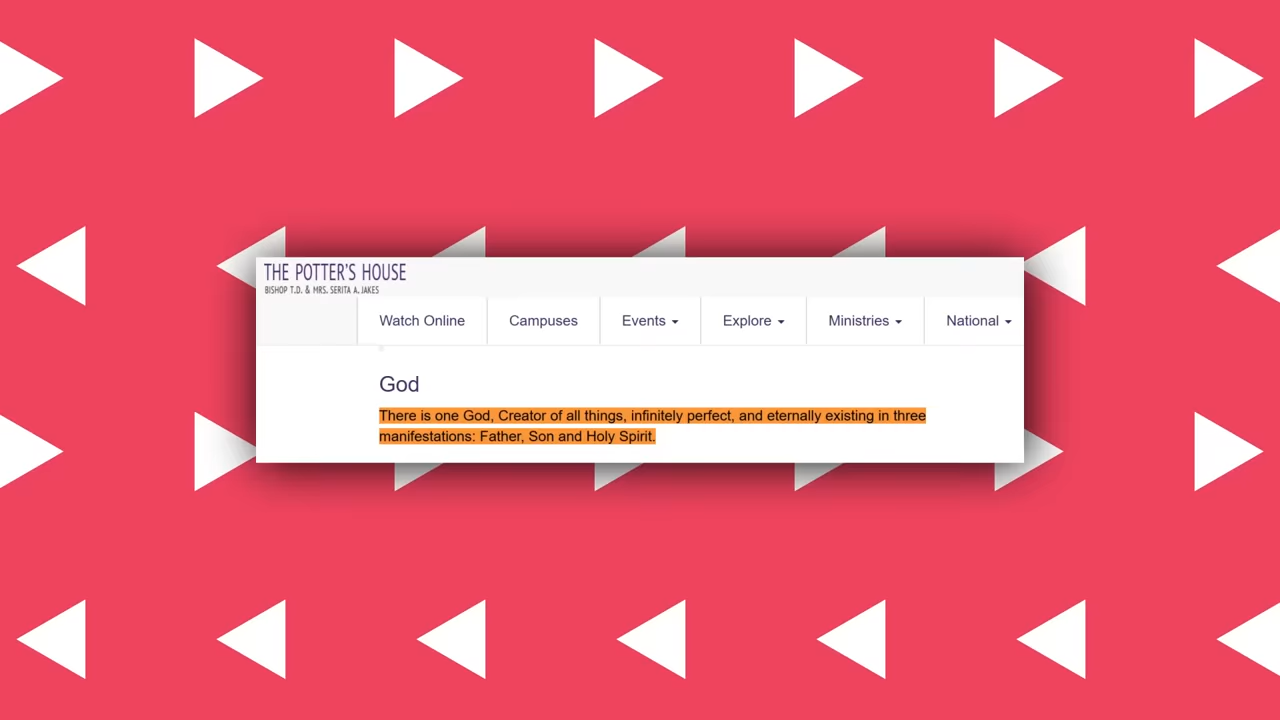 THE POTTER'S HOUSE
BISHOP T.D. & MRS. SERITA A. JAKES
Watch Online Campuses Events Explore Ministries National
God
There is one God, Creator of all things, infinitely perfect, and eternally existing in three
manifestations: Father, Son and Holy Spirit.